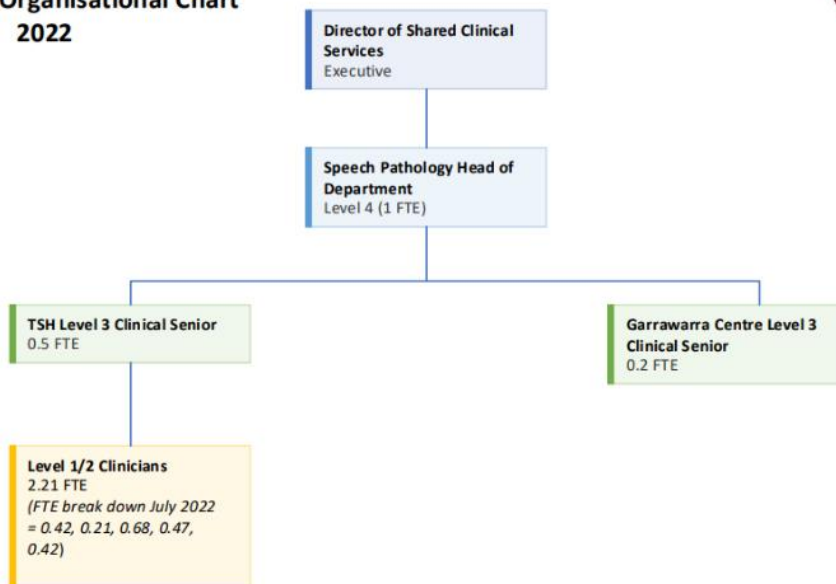 Organisational Chart
2022
Director of Shared Clinical
Services
Executive
Speech Pathology Head of
Department
Level 4 (1 FTE)
TSH Level 3 Clinical Senior
0.5 FTE
Garrawarra Centre Level 3
Clinical Senior
0.2 FTE
Level 1/2 Clinicians
2.21 FTE
(FTE break down July 2022
= 0.42, 0.21, 0.68, 0.47,
0.42)